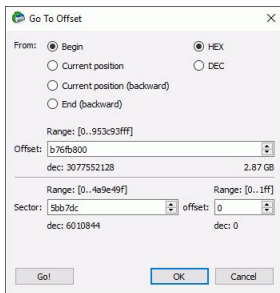 Go To Offset
From: Begin HEX
Current position DEC
Current position (backward)
End (backward)
Range: [0..953c93fff]
Offset: b76fb800
dec: 3077552128 2.87 GB
Range: [0..4a9e49f] Range: [0..1ff]
Sector: 5bb7dc offset: 0
dec: 6010844 dec: 0
Go! OK Cancel